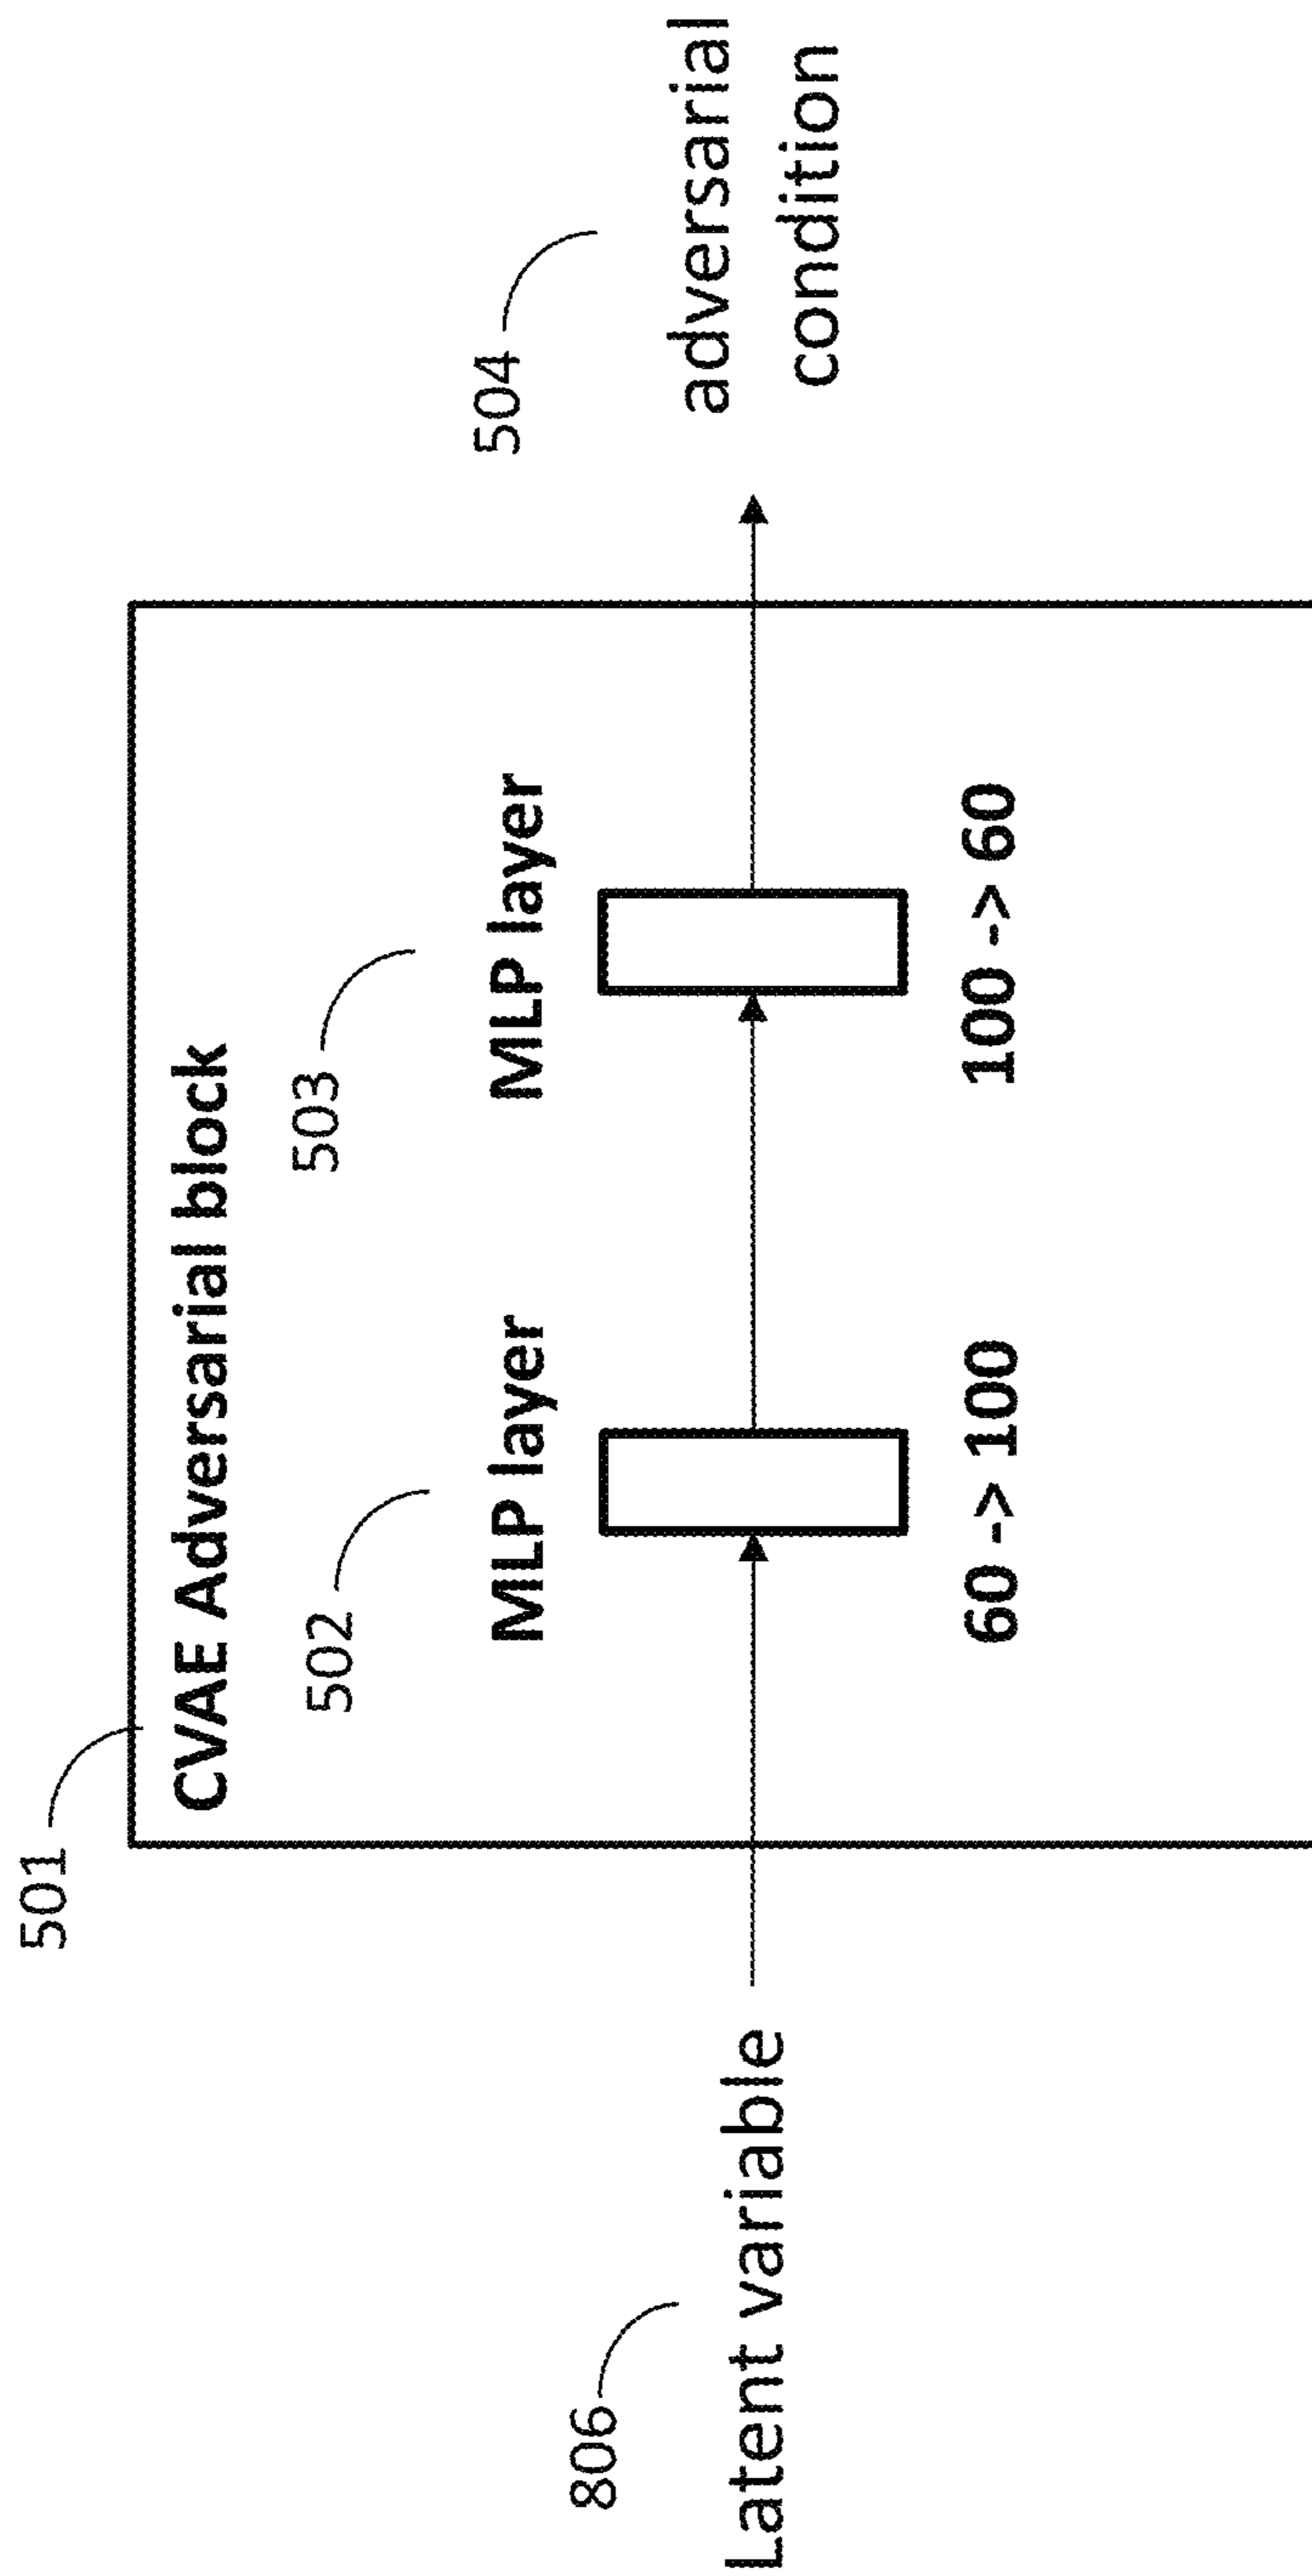 501
CVAE Adversarial block
502
503
504
MLP layer
MLP layer
806
Latent variable
adversarial
condition
60 -> 100
100 -> 60